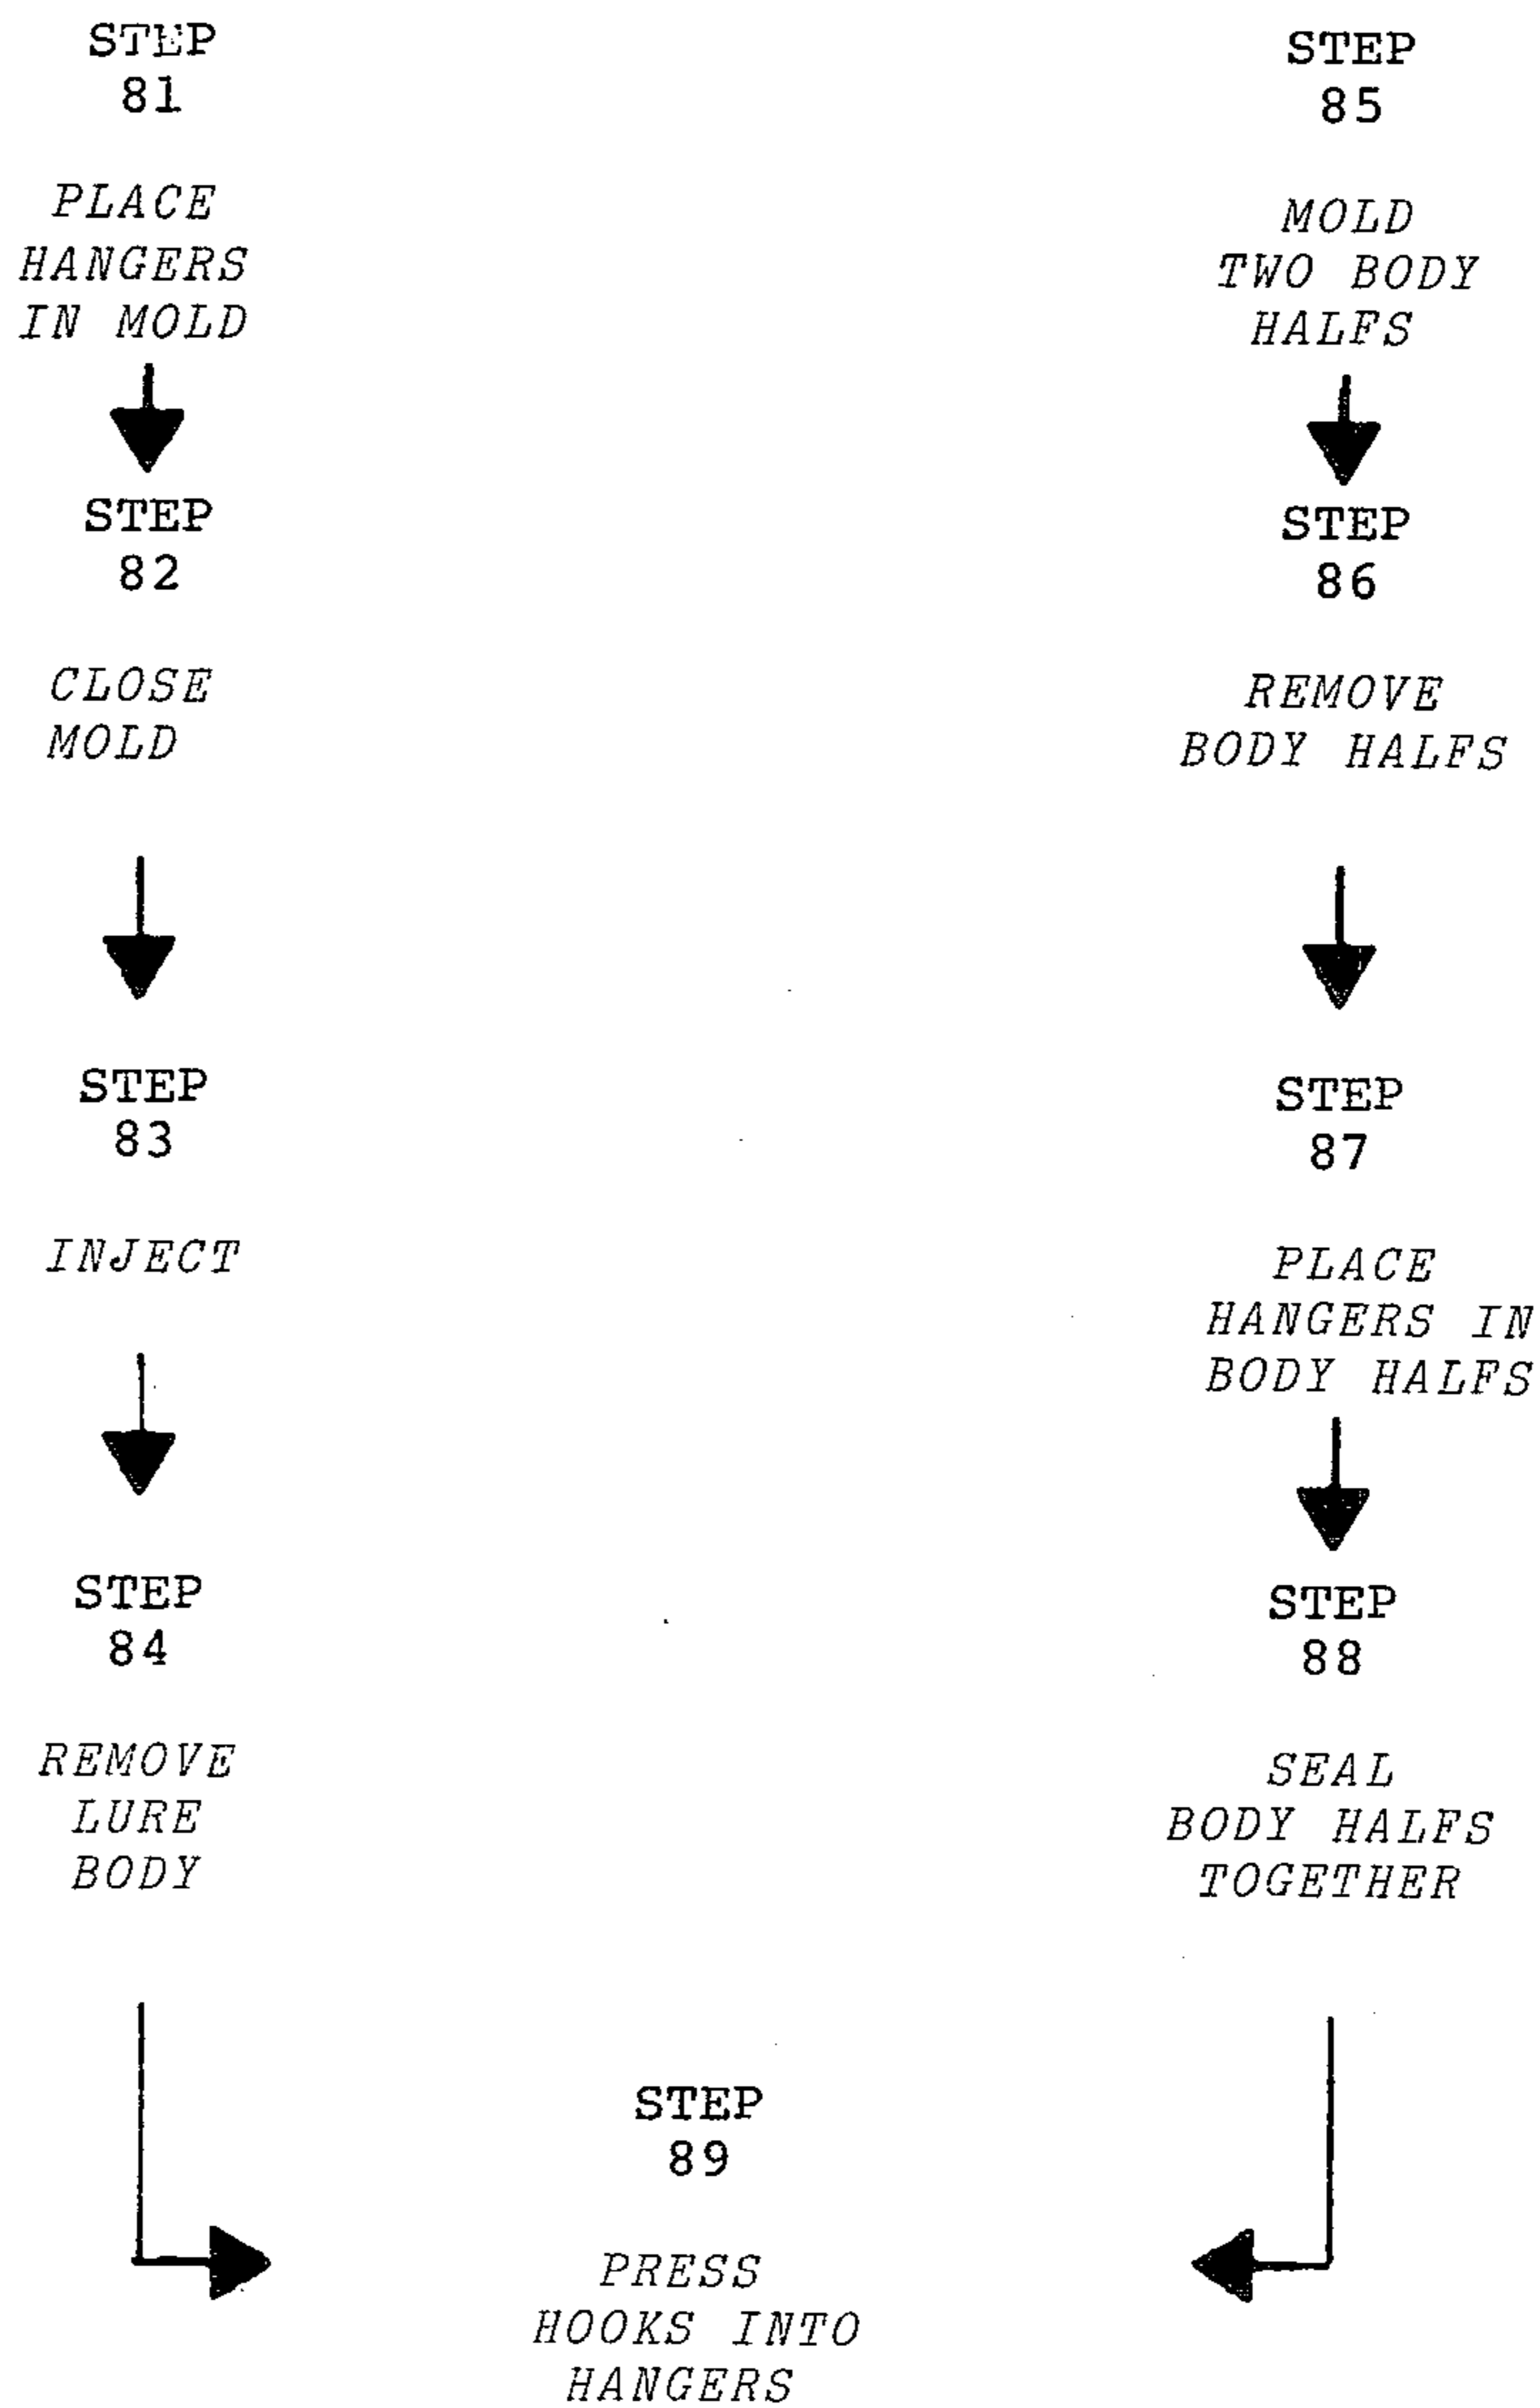 STEP
81
PLACE
HANGERS
IN MOLD
STEP
82
CLOSE
MOLD
STEP
83
INJECT
STEP
84
REMOVE
LURE
BODY
STEP
85
MOLD
TWO BODY
HALFS
STEP
86
REMOVE
BODY HALFS
STEP
87
PLACE
HANGERS IN
BODY HALFS
STEP
88
SEAL
BODY HALFS
TOGETHER
STEP
89
PRESS
HOOKS INTO
HANGERS